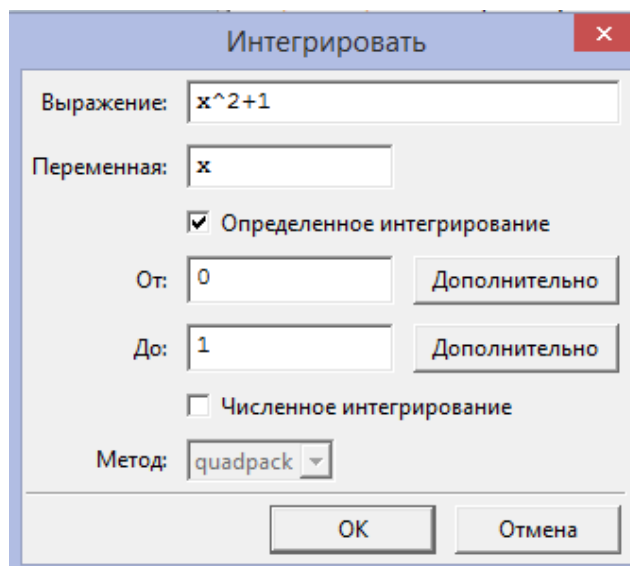 Интегрировать
Выражение: x^2+1
Переменная: x
Определенное интегрирование
От: 0 Дополнительно
До: 1 Дополнительно
Численное интегрирование
Метод: quadpack
OK Отмена